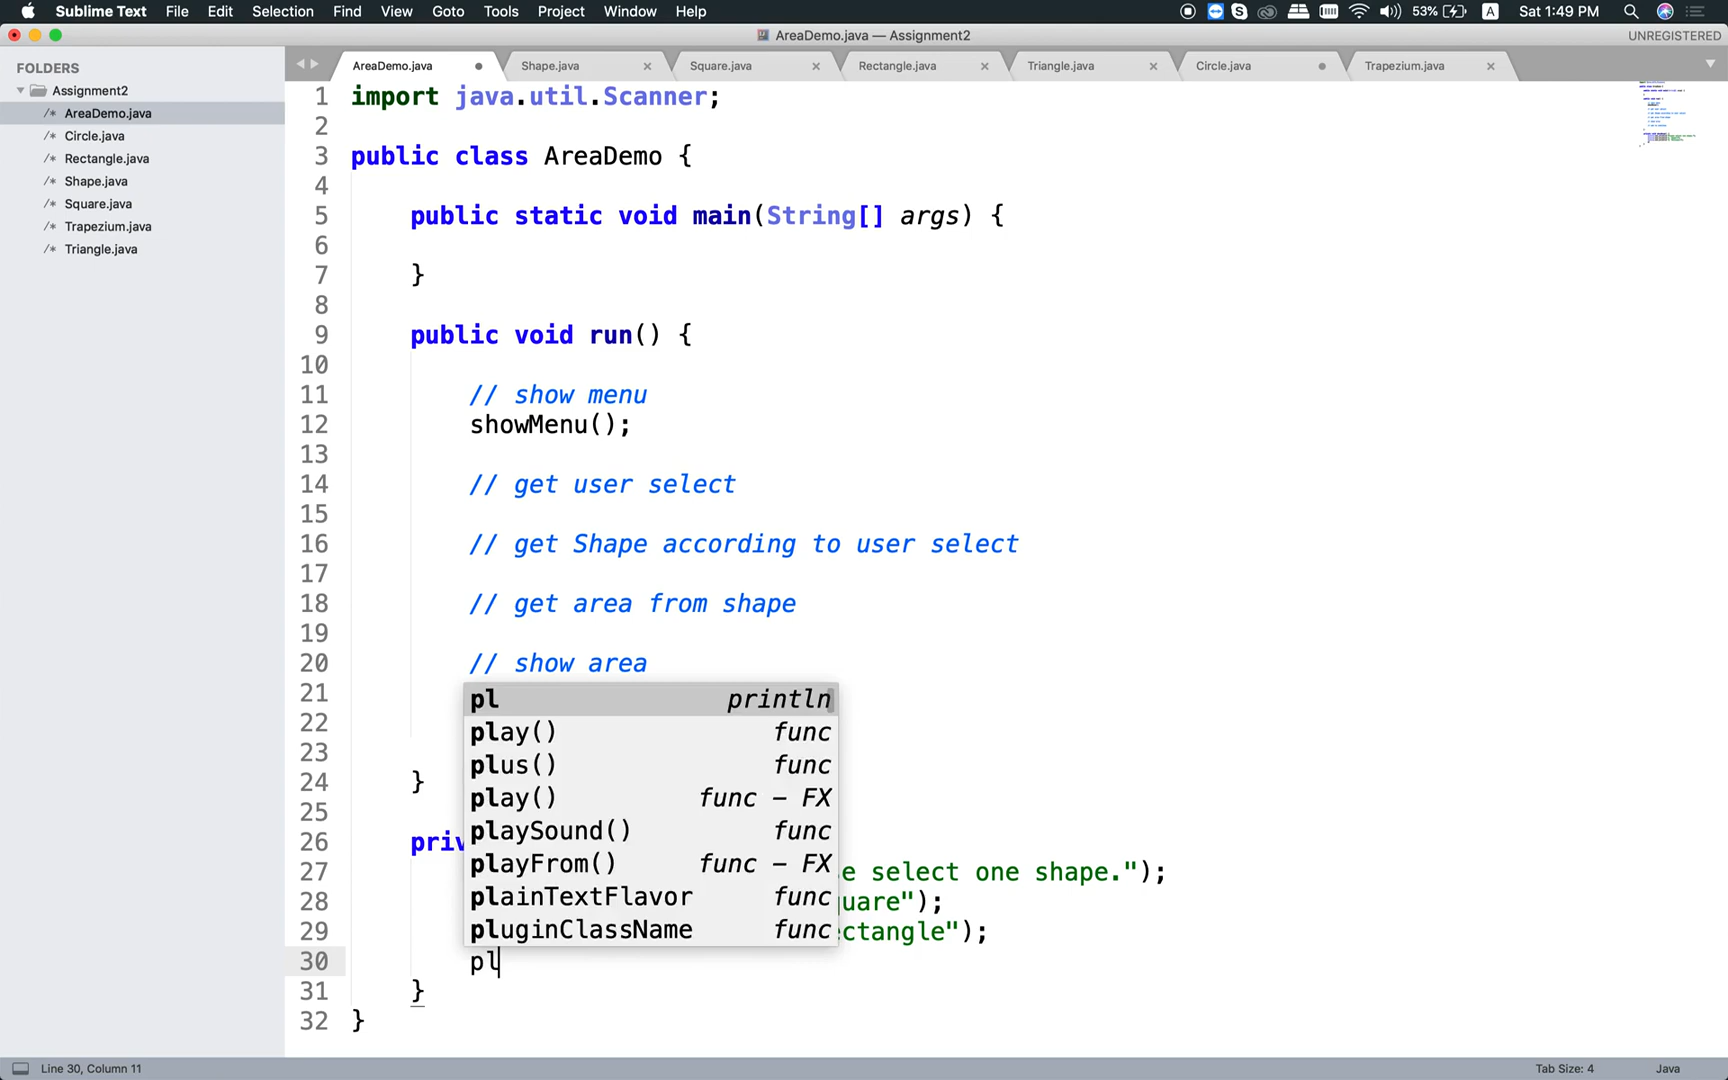 Sublime Text File Edit Selection Find View Goto Tools Project Window Help 53% A Sat 1:49 PM
AreaDemo.java — Assignment2 UNREGISTERED
FOLDERS
Assignment2
/* AreaDemo.java
/* Circle.java
/* Rectangle.java
/* Shape.java
/* Square.java
/* Trapezium.java
/* Triangle.java
AreaDemo.java Shape.java Square.java Rectangle.java Triangle.java Circle.java Trapezium.java
1 import java.util.Scanner;
2
3 public class AreaDemo {
4
5 public static void main(String[] args) {
6
7 }
8
9 public void run() {
10
11 // show menu
12 showMenu();
13
14 // get user select
15
16 // get Shape according to user select
17
18 // get area from shape
19
20 // show area
21
22
23
24 }
25
26 priv
27 e select one shape.");
28 uare");
29 ectangle");
30 pl
31 }
32 }
pl println
play() func
plus() func
play() func – FX
playSound() func
playFrom() func – FX
plainTextFlavor func
pluginClassName func
Line 30, Column 11 Tab Size: 4 Java